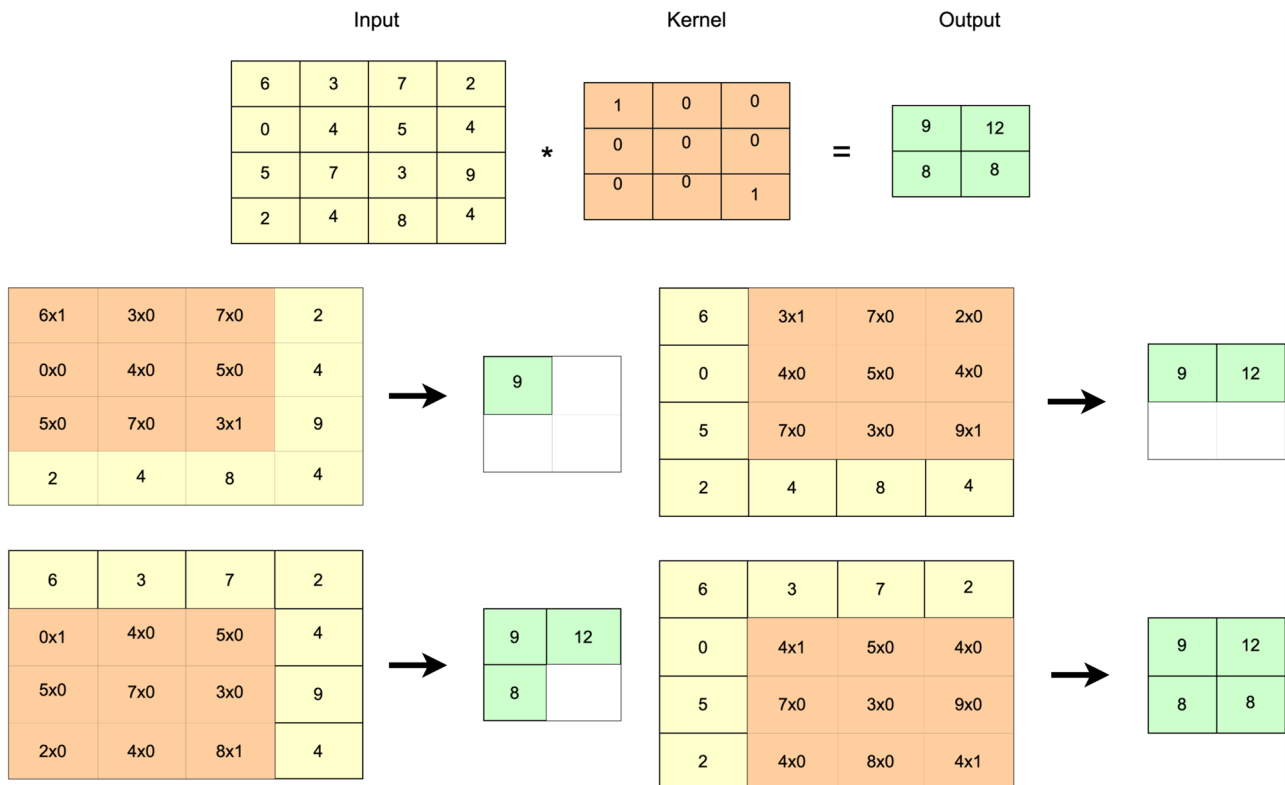 Input Kernel Output
6 3 7 2
0 4 5 4
5 7 3 9
2 4 8 4
*
1 0 0
0 0 0
0 0 1
=
9 12
8 8
6x1 3x0 7x0 2
0x0 4x0 5x0 4
5x0 7x0 3x1 9
2 4 8 4
9
6 3x1 7x0 2x0
0 4x0 5x0 4x0
5 7x0 3x0 9x1
2 4 8 4
9 12
6 3 7 2
0x1 4x0 5x0 4
5x0 7x0 3x0 9
2x0 4x0 8x1 4
9 12
8
6 3 7 2
0 4x1 5x0 4x0
5 7x0 3x0 9x0
2 4x0 8x0 4x1
9 12
8 8